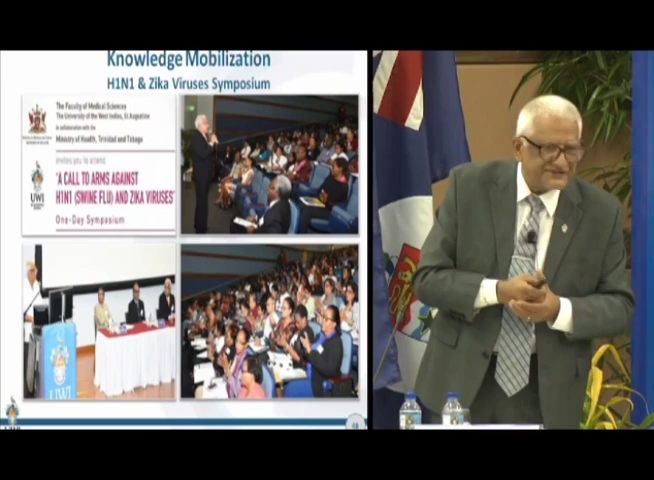 Knowledge Mobilization
H1N1 & Zika Viruses Symposium
The Faculty of Medical Sciences
The University of the West Indies, St. Augustine
in collaboration with the
Ministry of Health, Trinidad and Tobago
invites you to attend
'A CALL TO ARMS AGAINST
H1N1 (SWINE FLU) AND ZIKA VIRUSES'
One-Day Symposium
UWI
UWI